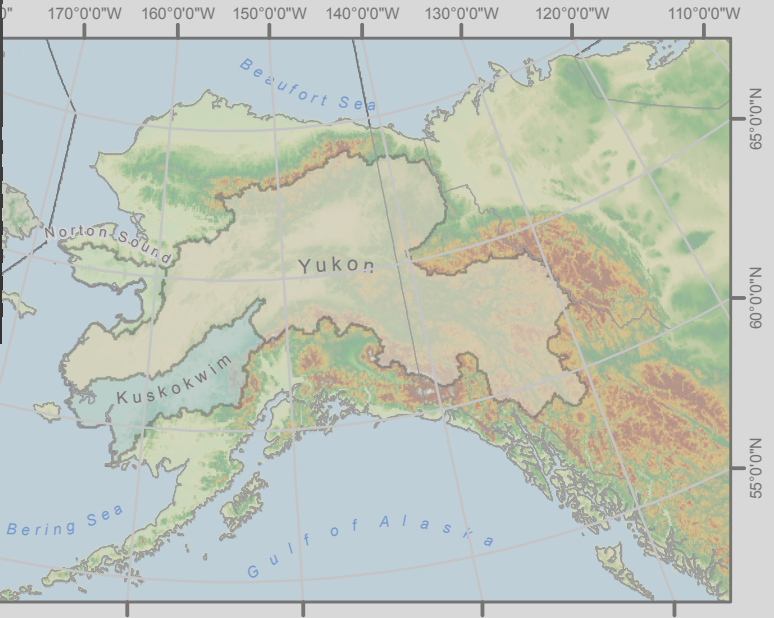 0" 170°0'0"W 160°0'0"W 150°0'0"W 140°0'0"W 130°0'0"W 120°0'0"W 110°0'0"W
Beaufort Sea
65°0'0"N
Norton Sound
Yukon
60°0'0"N
Kuskokwim
55°0'0"N
Bering Sea
Gulf of Alaska